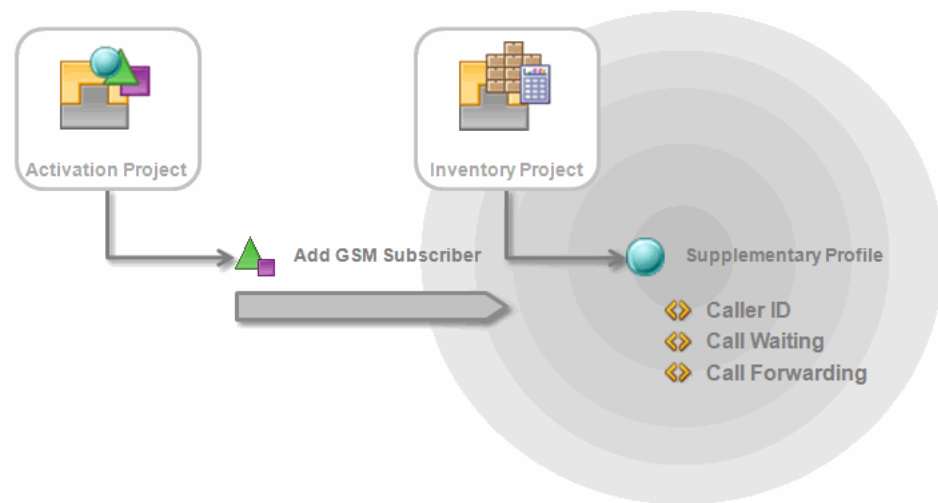 Activation Project
Inventory Project
Add GSM Subscriber
Supplementary Profile
Caller ID
Call Waiting
Call Forwarding